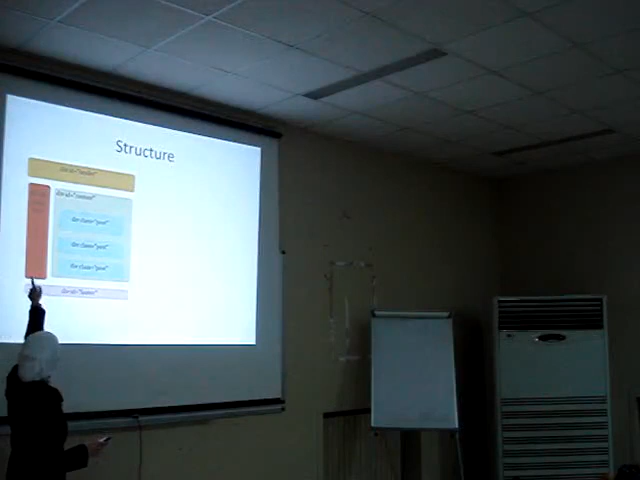 Structure
div id="header"
div id="content"
div class="post"
div class="post"
div class="post"
div id="footer"